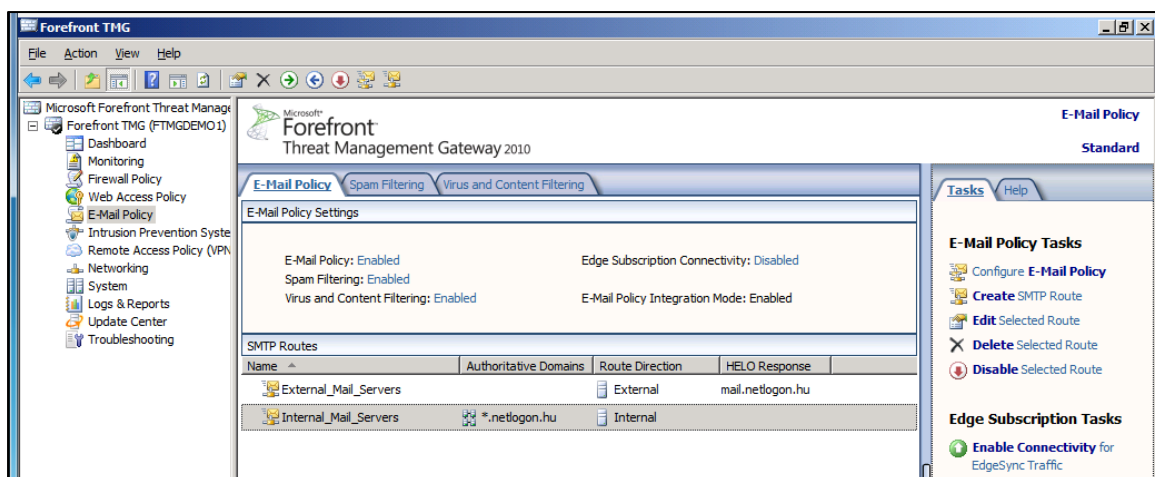 Forefront TMG
File Action View Help
Microsoft Forefront Threat Manage
Forefront TMG (FTMGDEMO1)
Dashboard
Monitoring
Firewall Policy
Web Access Policy
E-Mail Policy
Intrusion Prevention Syste
Remote Access Policy (VPN
Networking
System
Logs & Reports
Update Center
Troubleshooting
Microsoft
Forefront
Threat Management Gateway 2010
E-Mail Policy
Standard
E-Mail Policy Spam Filtering Virus and Content Filtering
E-Mail Policy Settings
E-Mail Policy: Enabled
Spam Filtering: Enabled
Virus and Content Filtering: Enabled
Edge Subscription Connectivity: Disabled
E-Mail Policy Integration Mode: Enabled
SMTP Routes
Name Authoritative Domains Route Direction HELO Response
External_Mail_Servers External mail.netlogon.hu
Internal_Mail_Servers *.netlogon.hu Internal
Tasks Help
E-Mail Policy Tasks
Configure E-Mail Policy
Create SMTP Route
Edit Selected Route
Delete Selected Route
Disable Selected Route
Edge Subscription Tasks
Enable Connectivity for
EdgeSync Traffic